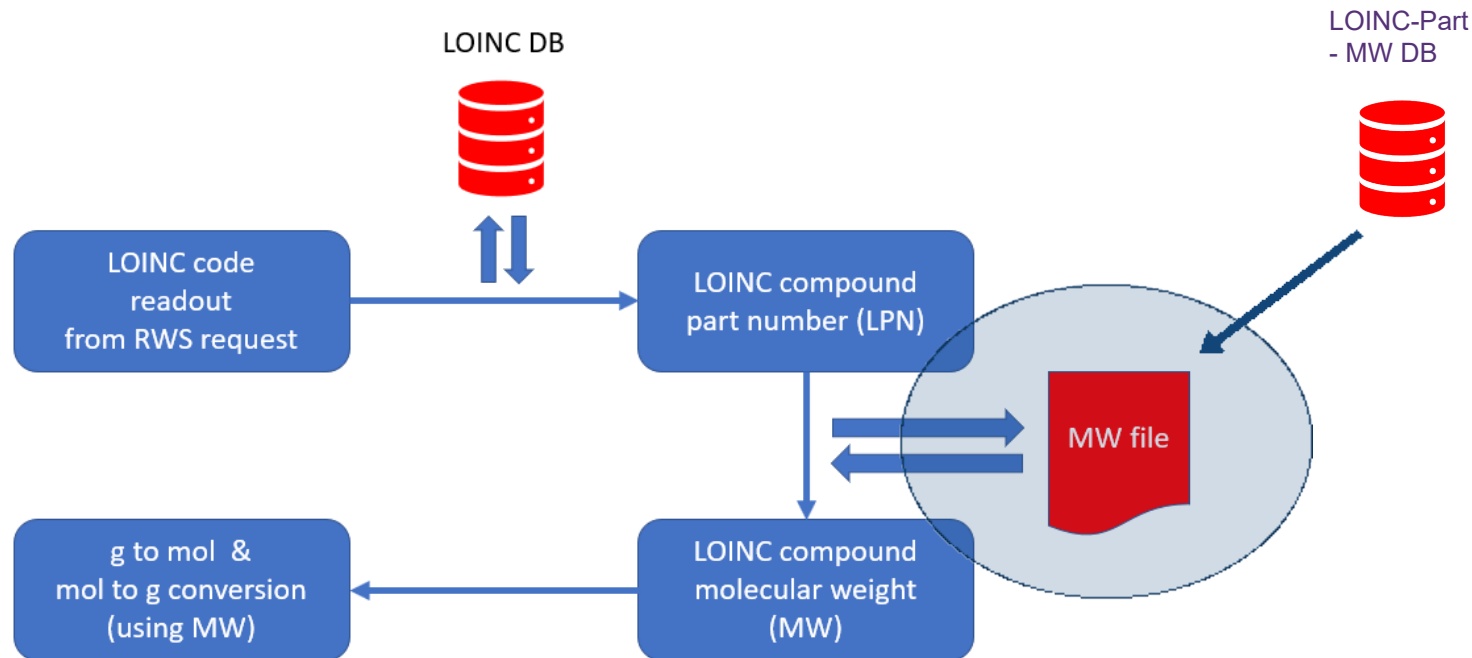 LOINC DB
LOINC-Part
- MW DB
LOINC code
readout
from RWS request
LOINC compound
part number (LPN)
MW file
g to mol &
mol to g conversion
(using MW)
LOINC compound
molecular weight
(MW)